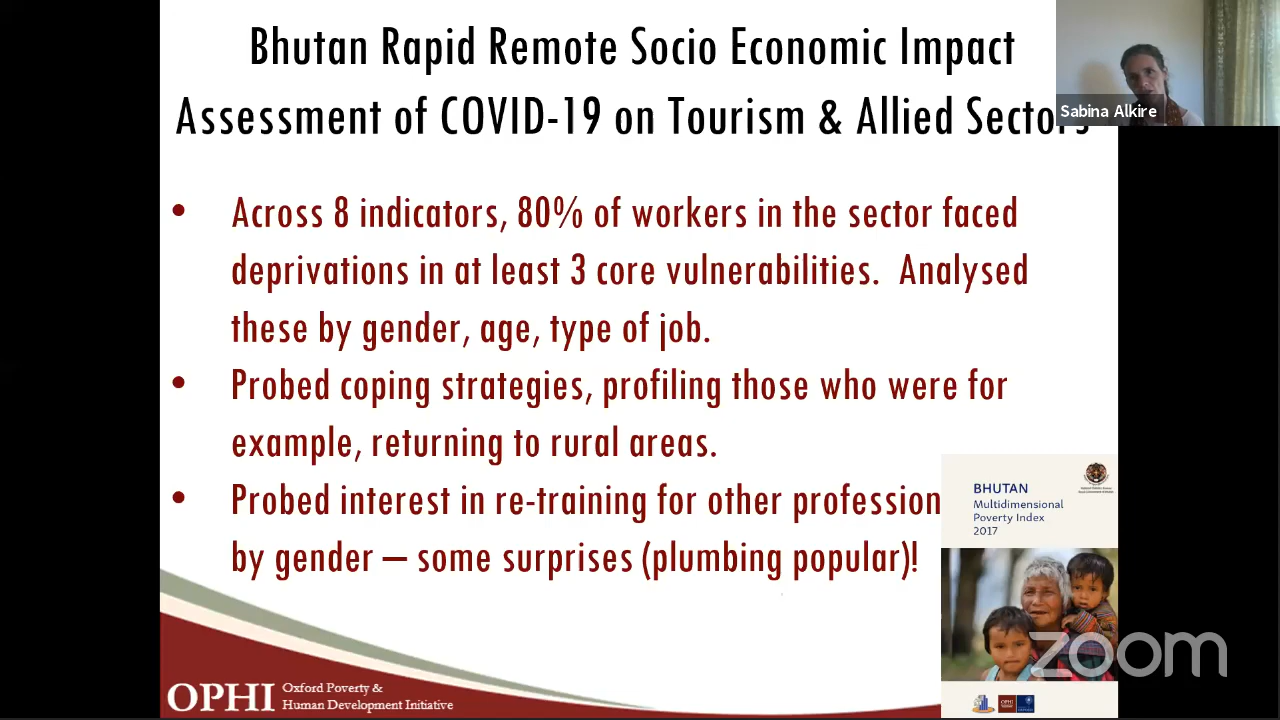 Bhutan Rapid Remote Socio Economic Impact
Assessment of COVID-19 on Tourism & Allied Sectors
Sabina Alkire
• Across 8 indicators, 80% of workers in the sector faced
deprivations in at least 3 core vulnerabilities. Analysed
these by gender, age, type of job.
• Probed coping strategies, profiling those who were for
example, returning to rural areas.
• Probed interest in re-training for other profession
by gender – some surprises (plumbing popular)!
BHUTAN
Multidimensional
Poverty Index
2017
zoom
OPHI
Oxford Poverty &
Human Development Initiative